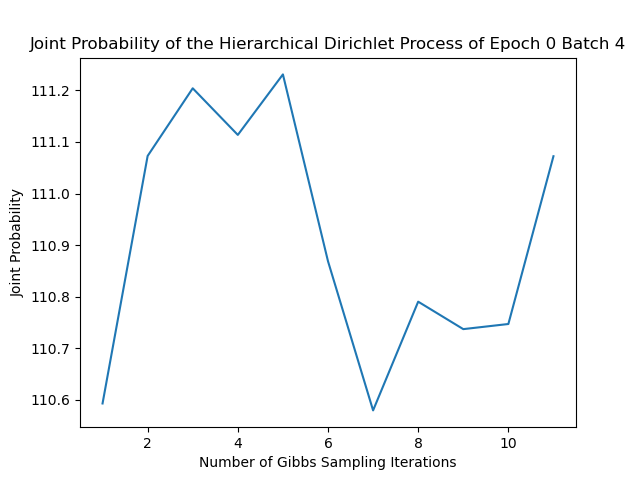 Joint Probability of the Hierarchical Dirichlet Process of Epoch 0 Batch 4
111.2
111.1
111.0
110.9
110.8
110.7
110.6
Joint Probability
2 4 6 8 10
Number of Gibbs Sampling Iterations